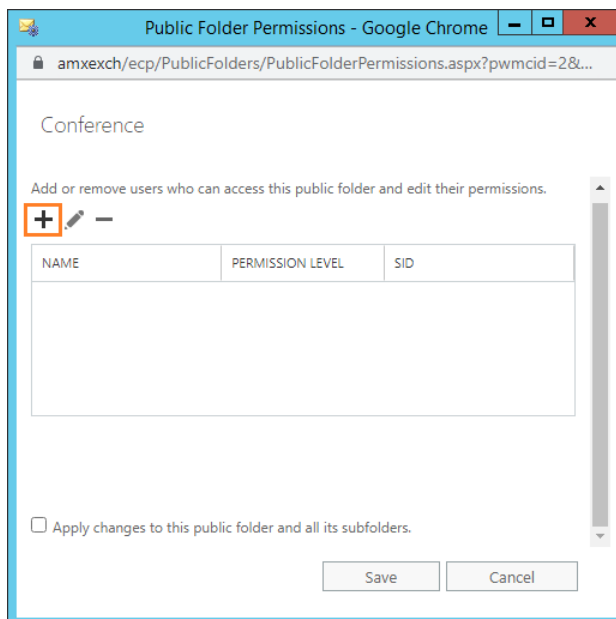 Public Folder Permissions - Google Chrome
amxexch/ecp/PublicFolders/PublicFolderPermissions.aspx?pwmcid=2&...
Conference
Add or remove users who can access this public folder and edit their permissions.
NAME PERMISSION LEVEL SID
Apply changes to this public folder and all its subfolders.
Save Cancel